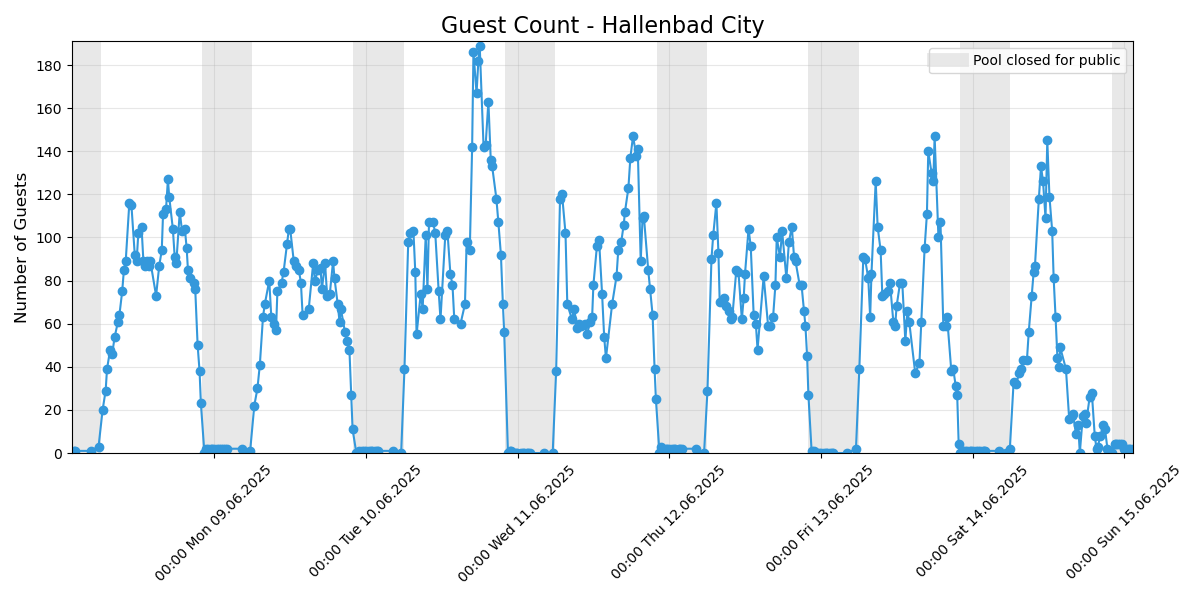 Guest Count - Hallenbad City
Pool closed for public
Number of Guests
180
160
140
120
100
80
60
40
20
0
00:00 Mon 09.06.2025
00:00 Tue 10.06.2025
00:00 Wed 11.06.2025
00:00 Thu 12.06.2025
00:00 Fri 13.06.2025
00:00 Sat 14.06.2025
00:00 Sun 15.06.2025